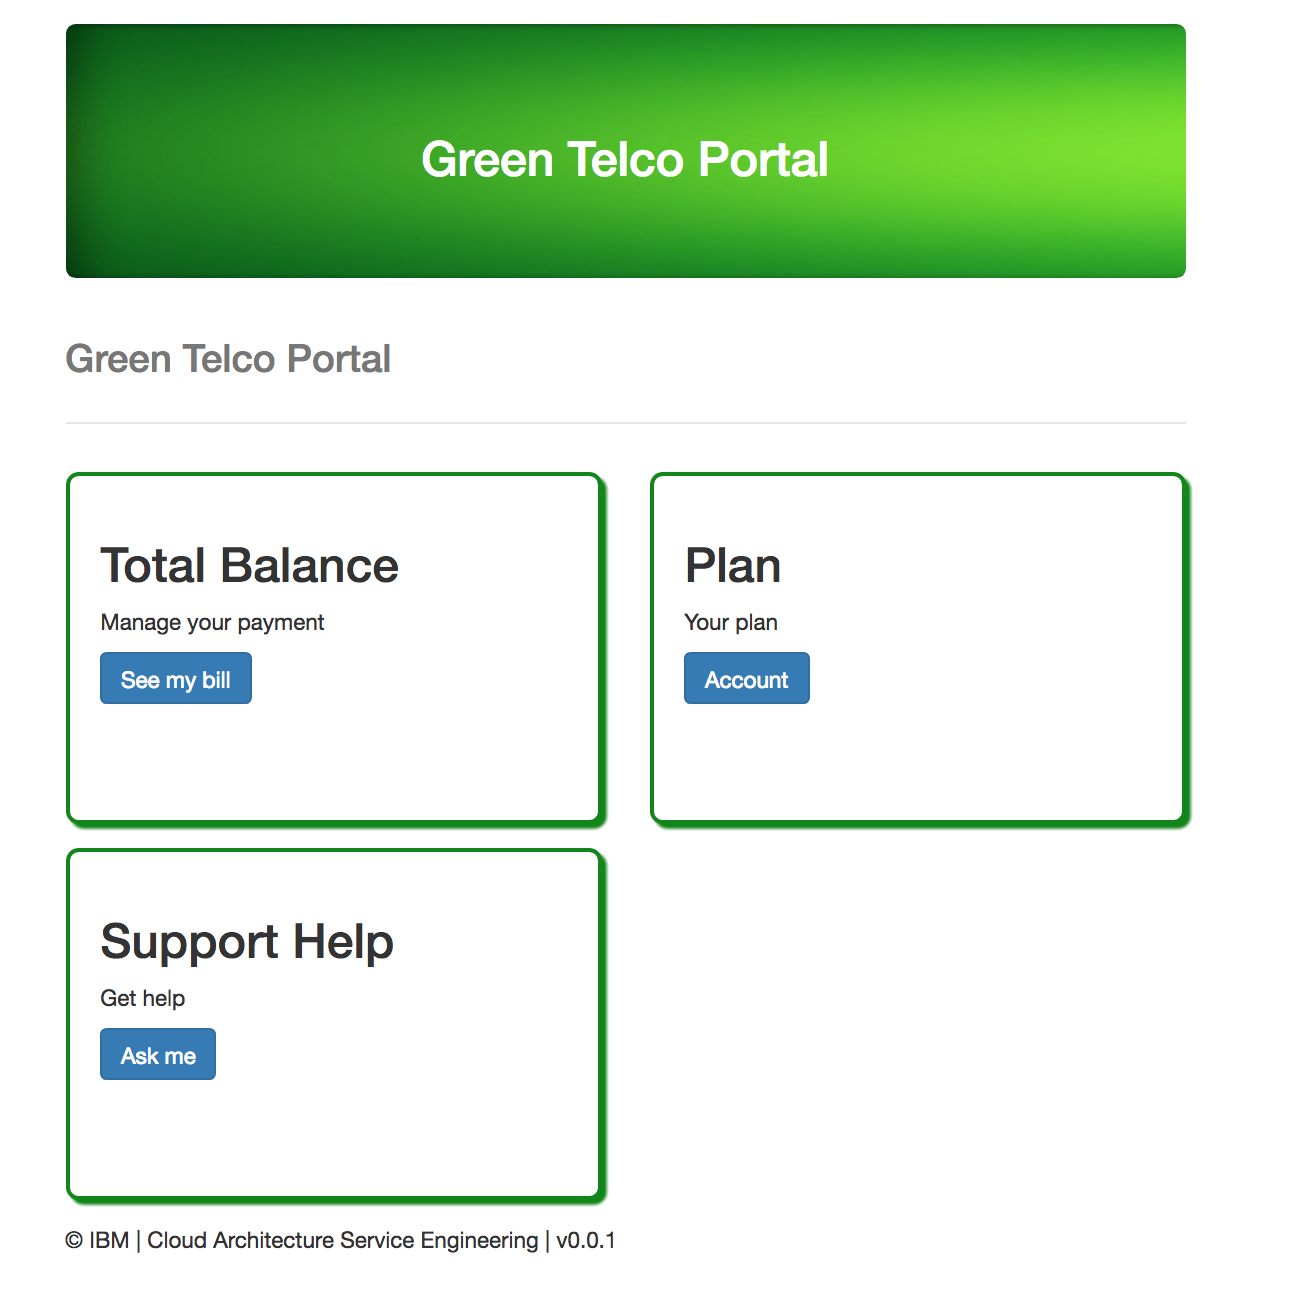 Green Telco Portal
Green Telco Portal
Total Balance
Manage your payment
See my bill
Plan
Your plan
Account
Support Help
Get help
Ask me
© IBM | Cloud Architecture Service Engineering | v0.0.1